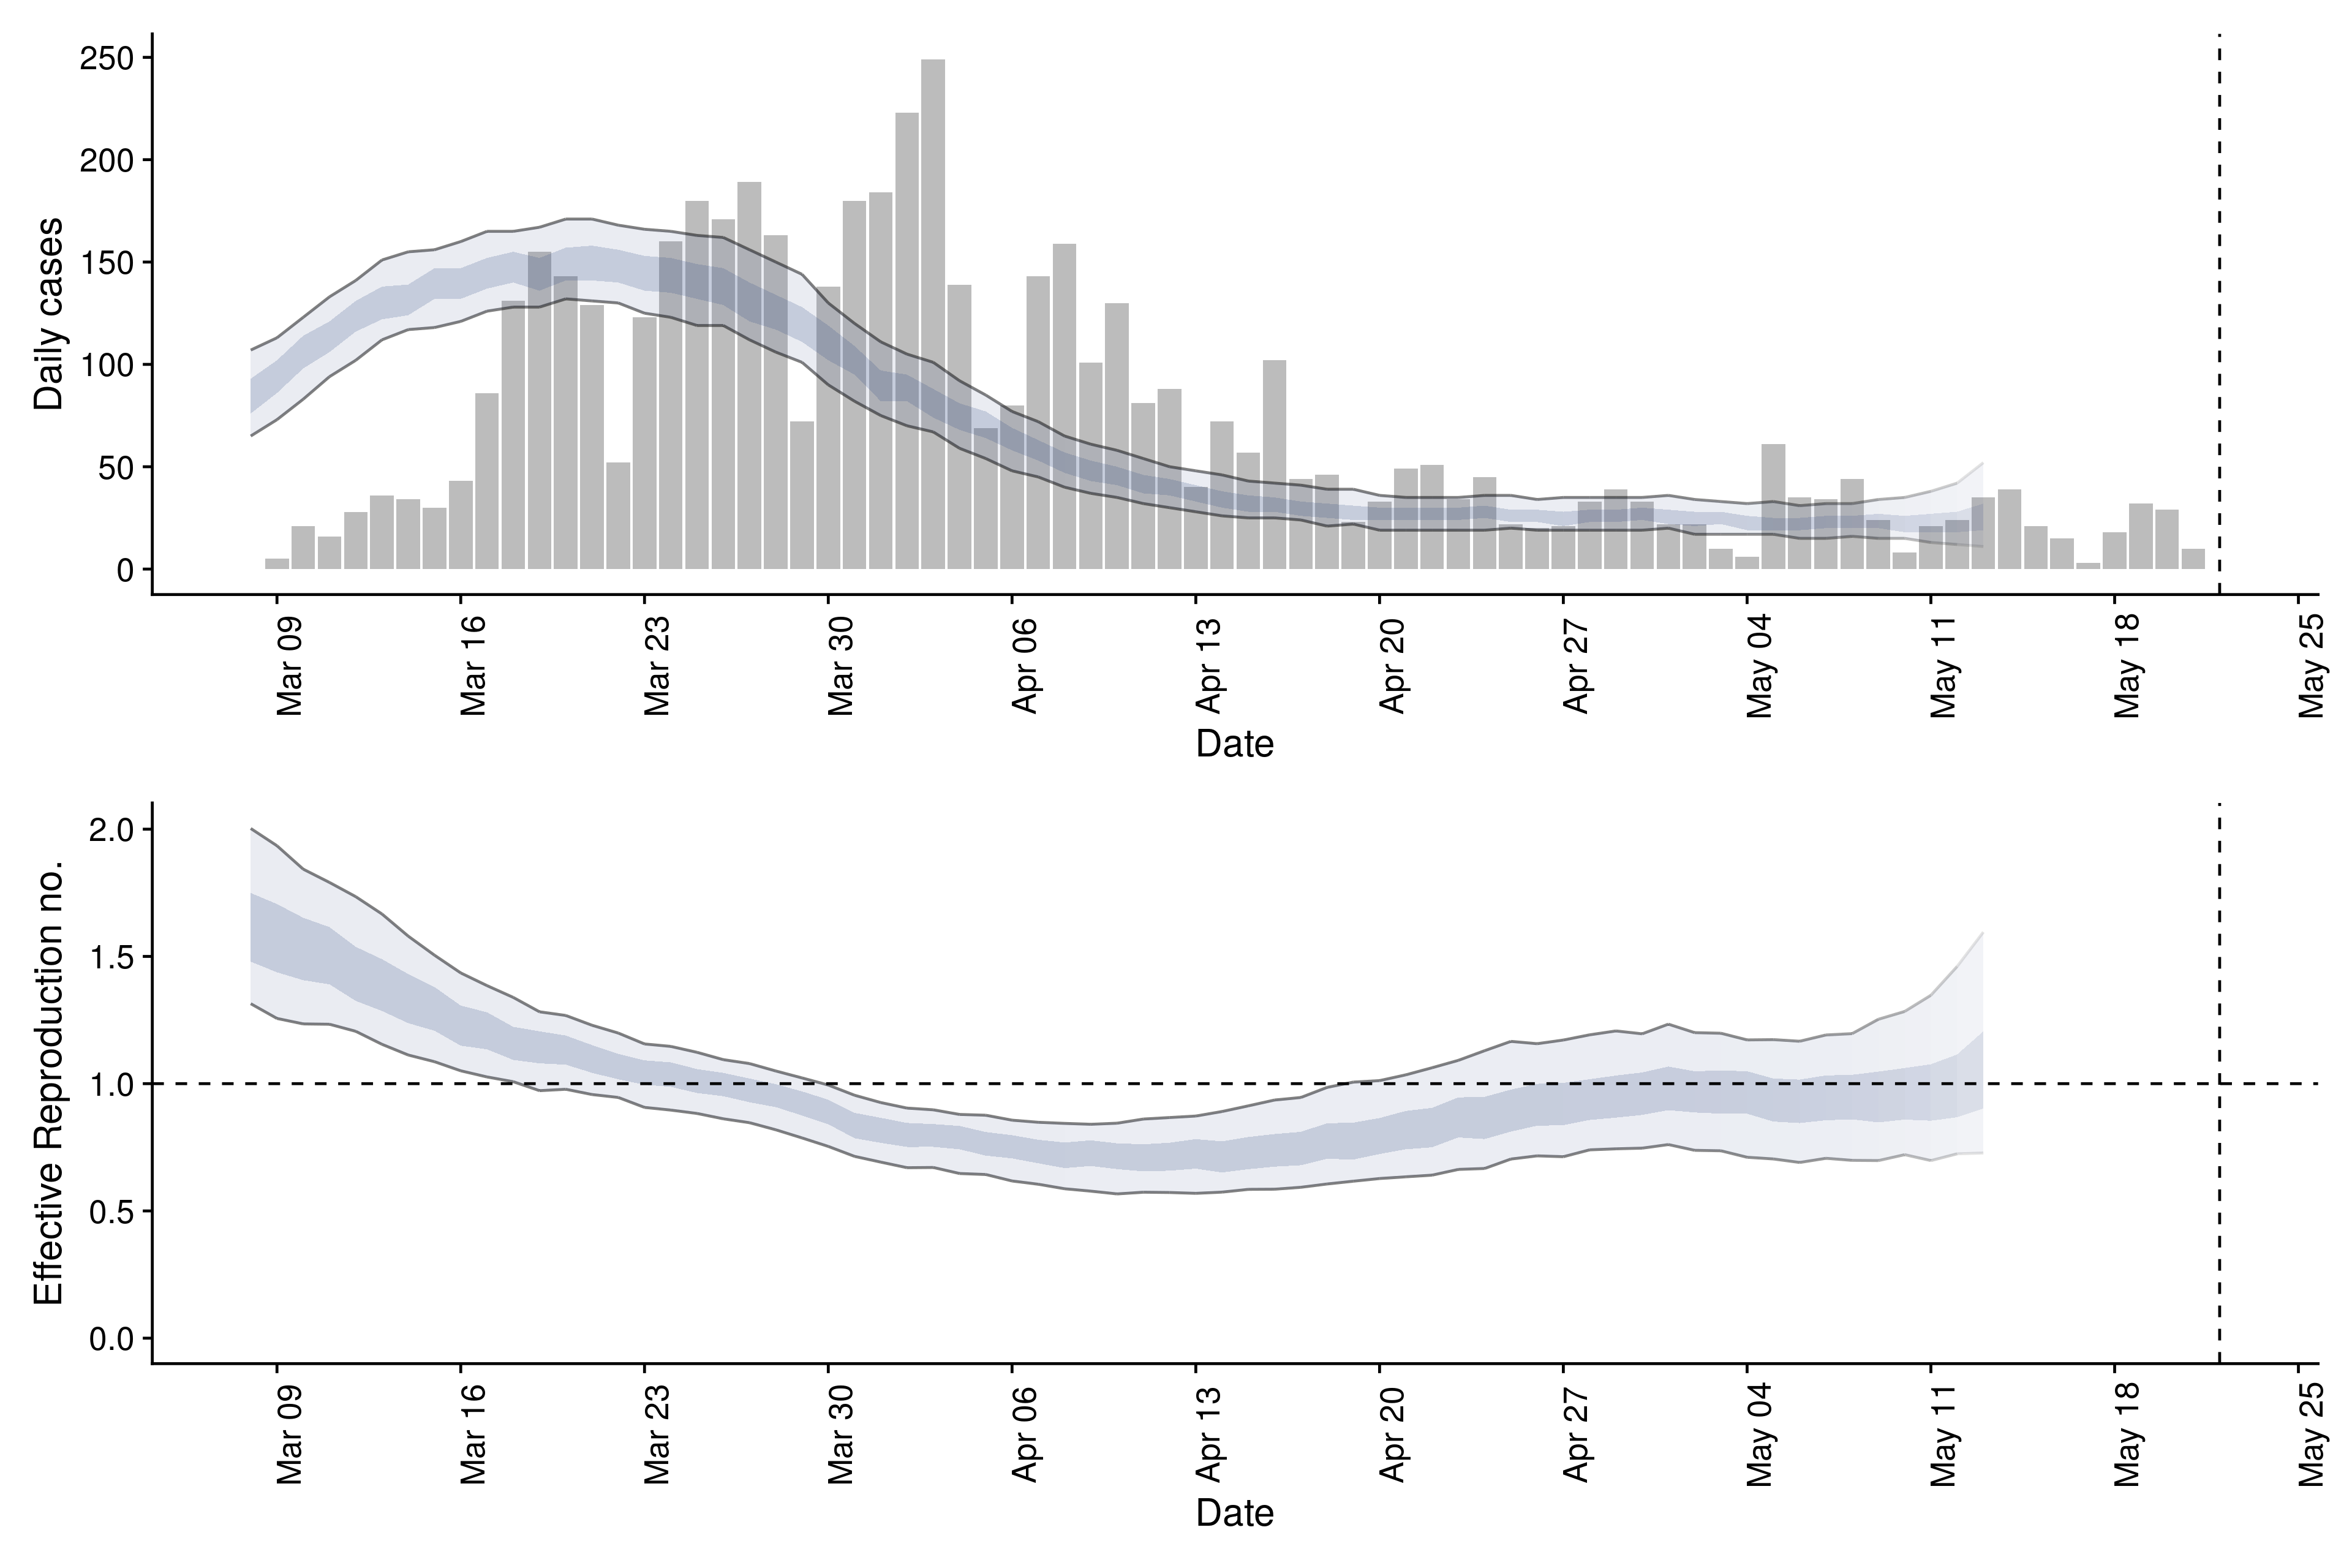 Daily cases
250
200
150
100
50
0
Mar 09
Mar 16
Mar 23
Mar 30
Apr 06
Apr 13
Apr 20
Apr 27
May 04
May 11
May 18
May 25
Date
Effective Reproduction no.
2.0
1.5
1.0
0.5
0.0
Mar 09
Mar 16
Mar 23
Mar 30
Apr 06
Apr 13
Apr 20
Apr 27
May 04
May 11
May 18
May 25
Date